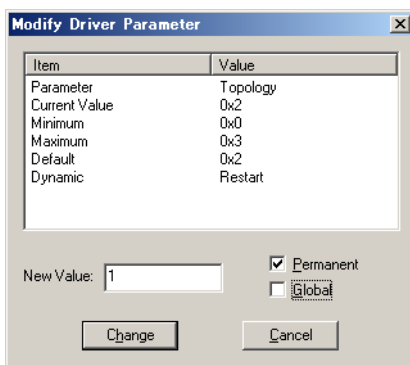 Modify Driver Parameter
Item Value
Parameter Topology
Current Value 0x2
Minimum 0x0
Maximum 0x3
Default 0x2
Dynamic Restart
New Value: 1
Permanent
Global
Change Cancel